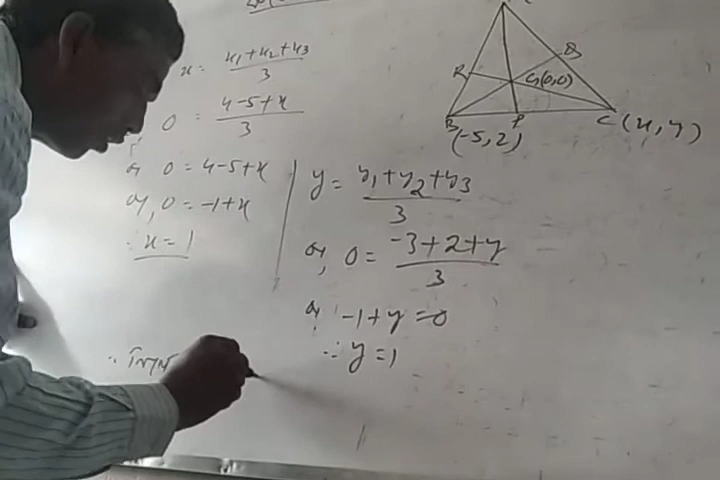 x = x₁+x₂+x₃ / 3
0 = 4-5+x / 3
or 0 = 4-5+x
or, 0 = -1+x
∴ x = 1
y = y₁+y₂+y₃ / 3
or, 0 = -3+2+y / 3
or -1+y=0
∴ y = 1
R
G(0,0)
B
P
C(x, y)
(-5, 2)